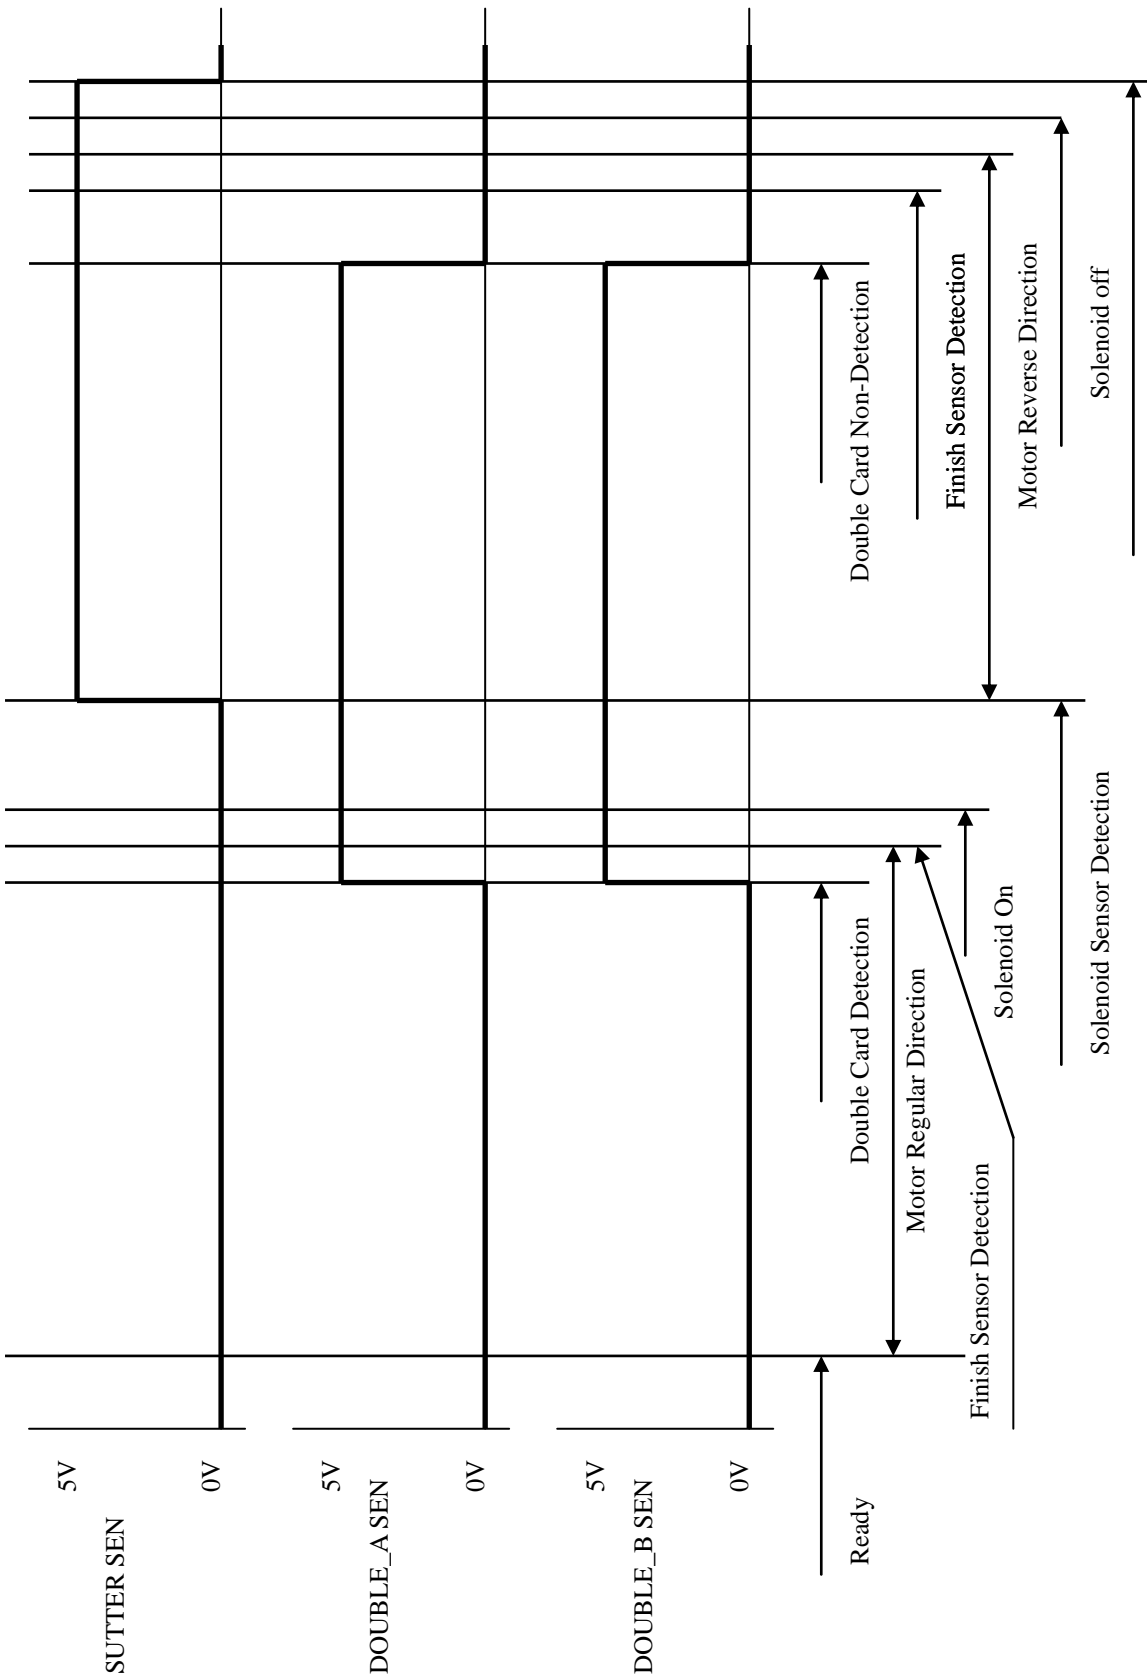 SUTTER SEN
5V
0V
DOUBLE_A SEN
5V
0V
DOUBLE_B SEN
5V
0V
Ready
Double Card Detection
Double Card Non-Detection
Motor Regular Direction
Finish Sensor Detection
Finish Sensor Detection
Solenoid On
Motor Reverse Direction
Solenoid Sensor Detection
Solenoid off